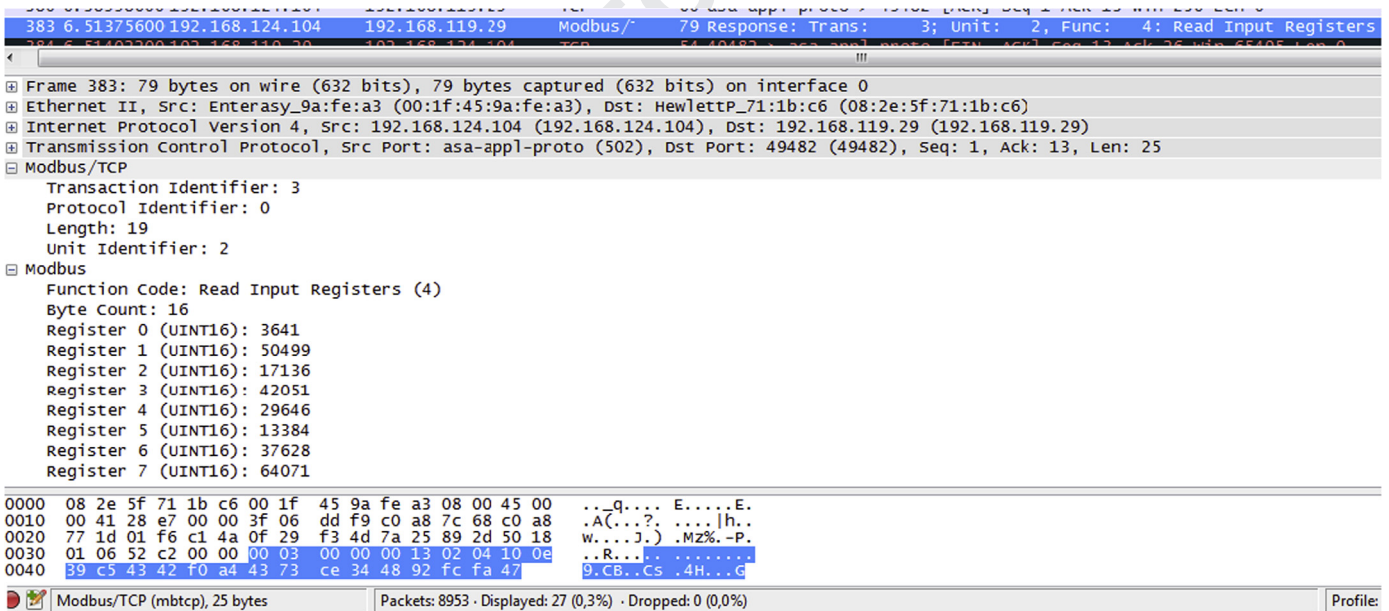 383 6.51375600 192.168.124.104 192.168.119.29 Modbus/ 79 Response: Trans: 3; Unit: 2, Func: 4: Read Input Registers
Frame 383: 79 bytes on wire (632 bits), 79 bytes captured (632 bits) on interface 0
Ethernet II, Src: Enterasy_9a:fe:a3 (00:1f:45:9a:fe:a3), Dst: HewlettP_71:1b:c6 (08:2e:5f:71:1b:c6)
Internet Protocol Version 4, Src: 192.168.124.104 (192.168.124.104), Dst: 192.168.119.29 (192.168.119.29)
Transmission Control Protocol, Src Port: asa-appl-proto (502), Dst Port: 49482 (49482), Seq: 1, Ack: 13, Len: 25
Modbus/TCP
Transaction Identifier: 3
Protocol Identifier: 0
Length: 19
Unit Identifier: 2
Modbus
Function Code: Read Input Registers (4)
Byte Count: 16
Register 0 (UINT16): 3641
Register 1 (UINT16): 50499
Register 2 (UINT16): 17136
Register 3 (UINT16): 42051
Register 4 (UINT16): 29646
Register 5 (UINT16): 13384
Register 6 (UINT16): 37628
Register 7 (UINT16): 64071
0000 08 2e 5f 71 1b c6 00 1f 45 9a fe a3 08 00 45 00 .._q.... E.....E.
0010 00 41 28 e7 00 00 3f 06 dd f9 c0 a8 7c 68 c0 a8 .A(...?. ....|h..
0020 77 1d 01 f6 c1 4a 0f 29 f3 4d 7a 25 89 2d 50 18 w....J.) .Mz%.-P.
0030 01 06 52 c2 00 00 00 03 00 00 00 13 02 04 10 0e ..R..... ........
0040 39 c5 43 42 f0 a4 43 73 ce 34 48 92 fc fa 47 9.CB..Cs .4H...G
Modbus/TCP (mbtcp), 25 bytes Packets: 8953 · Displayed: 27 (0,3%) · Dropped: 0 (0,0%) Profile: